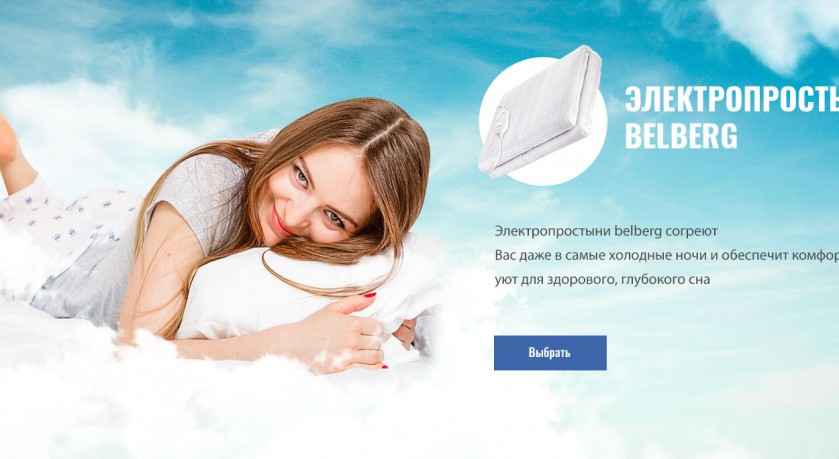 ЭЛЕКТРОПРОСТЫ
BELBERG
Электропростыни belberg согреют
Вас даже в самые холодные ночи и обеспечит комфор
уют для здорового, глубокого сна
Выбрать